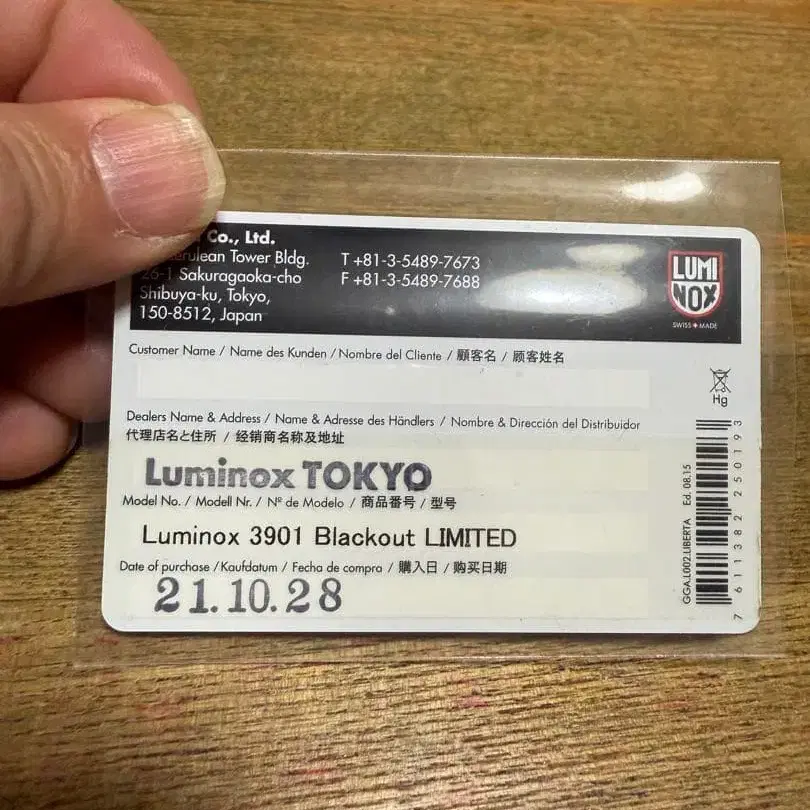 Co., Ltd.
Tower Bldg.
26-1 Sakuragaoka-cho
Shibuya-ku, Tokyo,
150-8512, Japan
T +81-3-5489-7673
F +81-3-5489-7688
LUMI
NOX
SWISS MADE
Customer Name / Name des Kunden / Nombre del Cliente / 顧客名 / 顾客姓名
Hg
Dealers Name & Address / Name & Adresse des Händlers / Nombre & Dirección del Distribuidor
代理店名と住所 / 经销商名称及地址
Luminox TOKYO
Model No. / Modell Nr. / Nº de Modelo / 商品番号 / 型号
Luminox 3901 Blackout LIMITED
Date of purchase / Kaufdatum / Fecha de compra / 購入日 / 购买日期
21.10.28
GGA.L002.LIBERTA Ed. 08.15
7 611382 250193